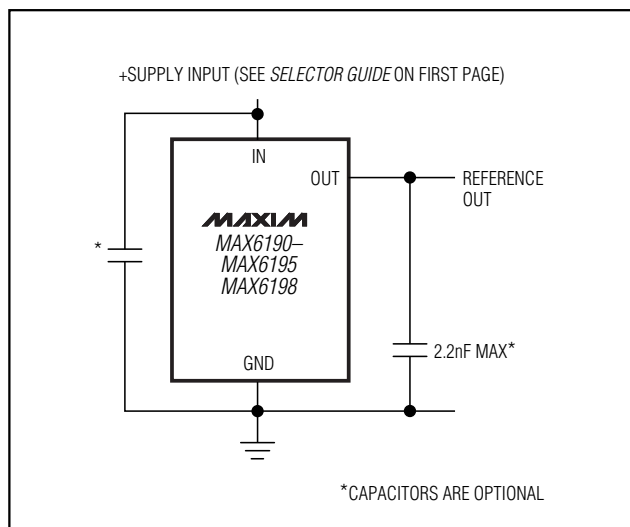 +SUPPLY INPUT (SEE SELECTOR GUIDE ON FIRST PAGE)
IN
OUT
REFERENCE
OUT
MAXIM
MAX6190–
MAX6195
MAX6198
*
2.2nF MAX*
GND
*CAPACITORS ARE OPTIONAL